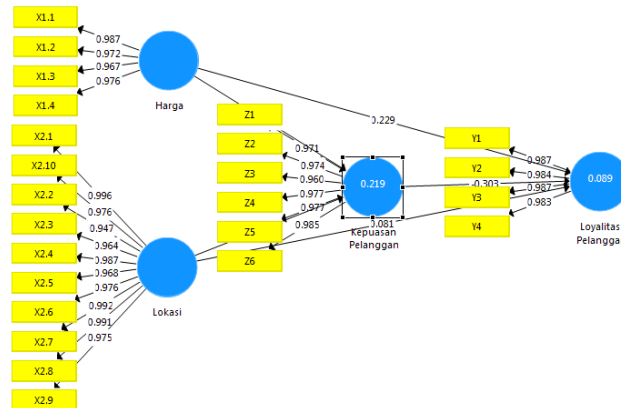 X1.1
X1.2
X1.3
X1.4
0.987
0.972
0.967
0.976
Harga
X2.1
X2.10
X2.2
X2.3
X2.4
X2.5
X2.6
X2.7
X2.8
X2.9
0.996
0.976
0.947
0.964
0.987
0.968
0.976
0.992
0.991
0.975
Lokasi
Z1
Z2
Z3
Z4
Z5
Z6
0.971
0.974
0.960
0.977
0.977
0.985
0.219
Kepuasan
Pelanggan
0.229
-0.303
0.081
Y1
Y2
Y3
Y4
0.987
0.984
0.987
0.983
0.089
Loyalitas
Pelangga